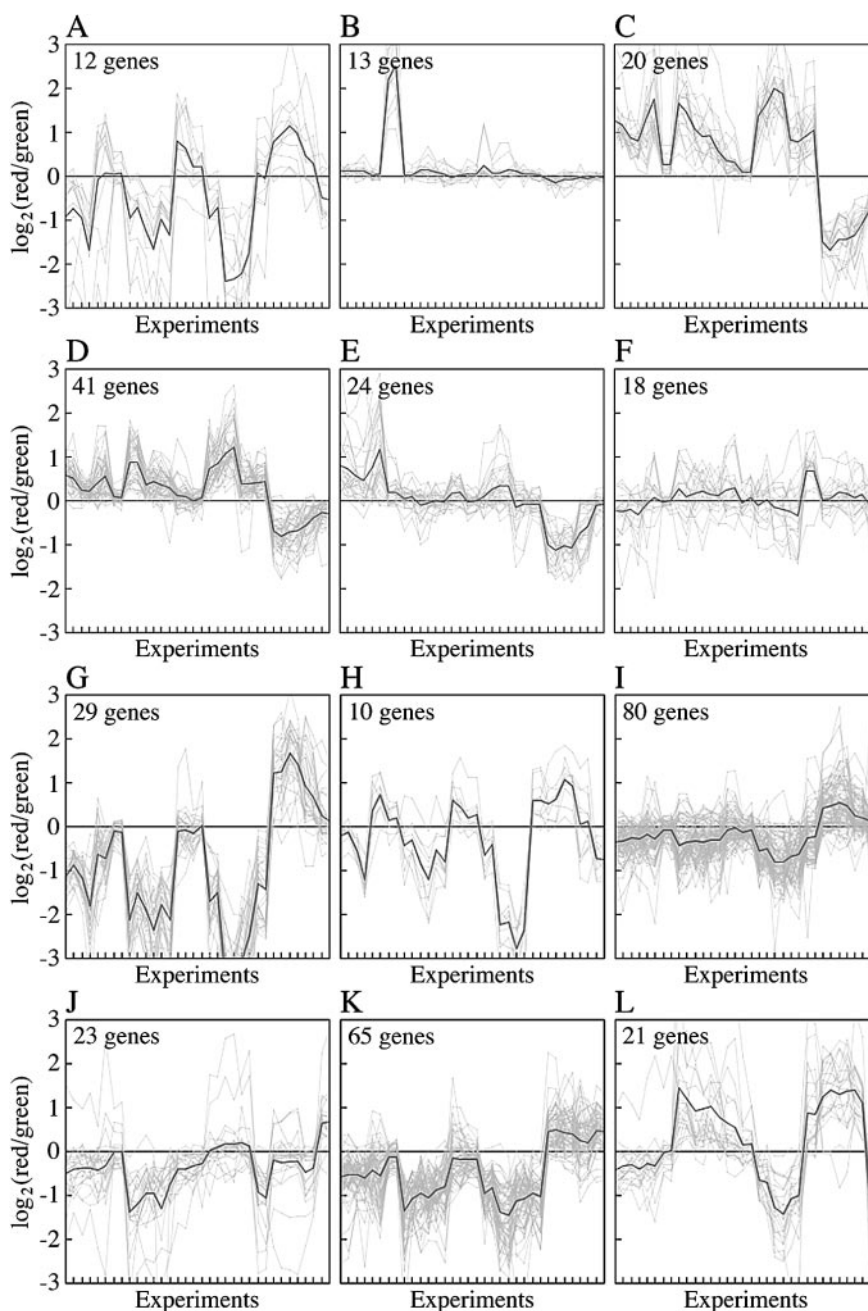 A B C
3 12 genes 13 genes 20 genes
2
1
0
-1
-2
-3
log2(red/green)
Experiments Experiments Experiments
D E F
3 41 genes 24 genes 18 genes
2
1
0
-1
-2
-3
log2(red/green)
Experiments Experiments Experiments
G H I
3 29 genes 10 genes 80 genes
2
1
0
-1
-2
-3
log2(red/green)
Experiments Experiments Experiments
J K L
3 23 genes 65 genes 21 genes
2
1
0
-1
-2
-3
log2(red/green)
Experiments Experiments Experiments